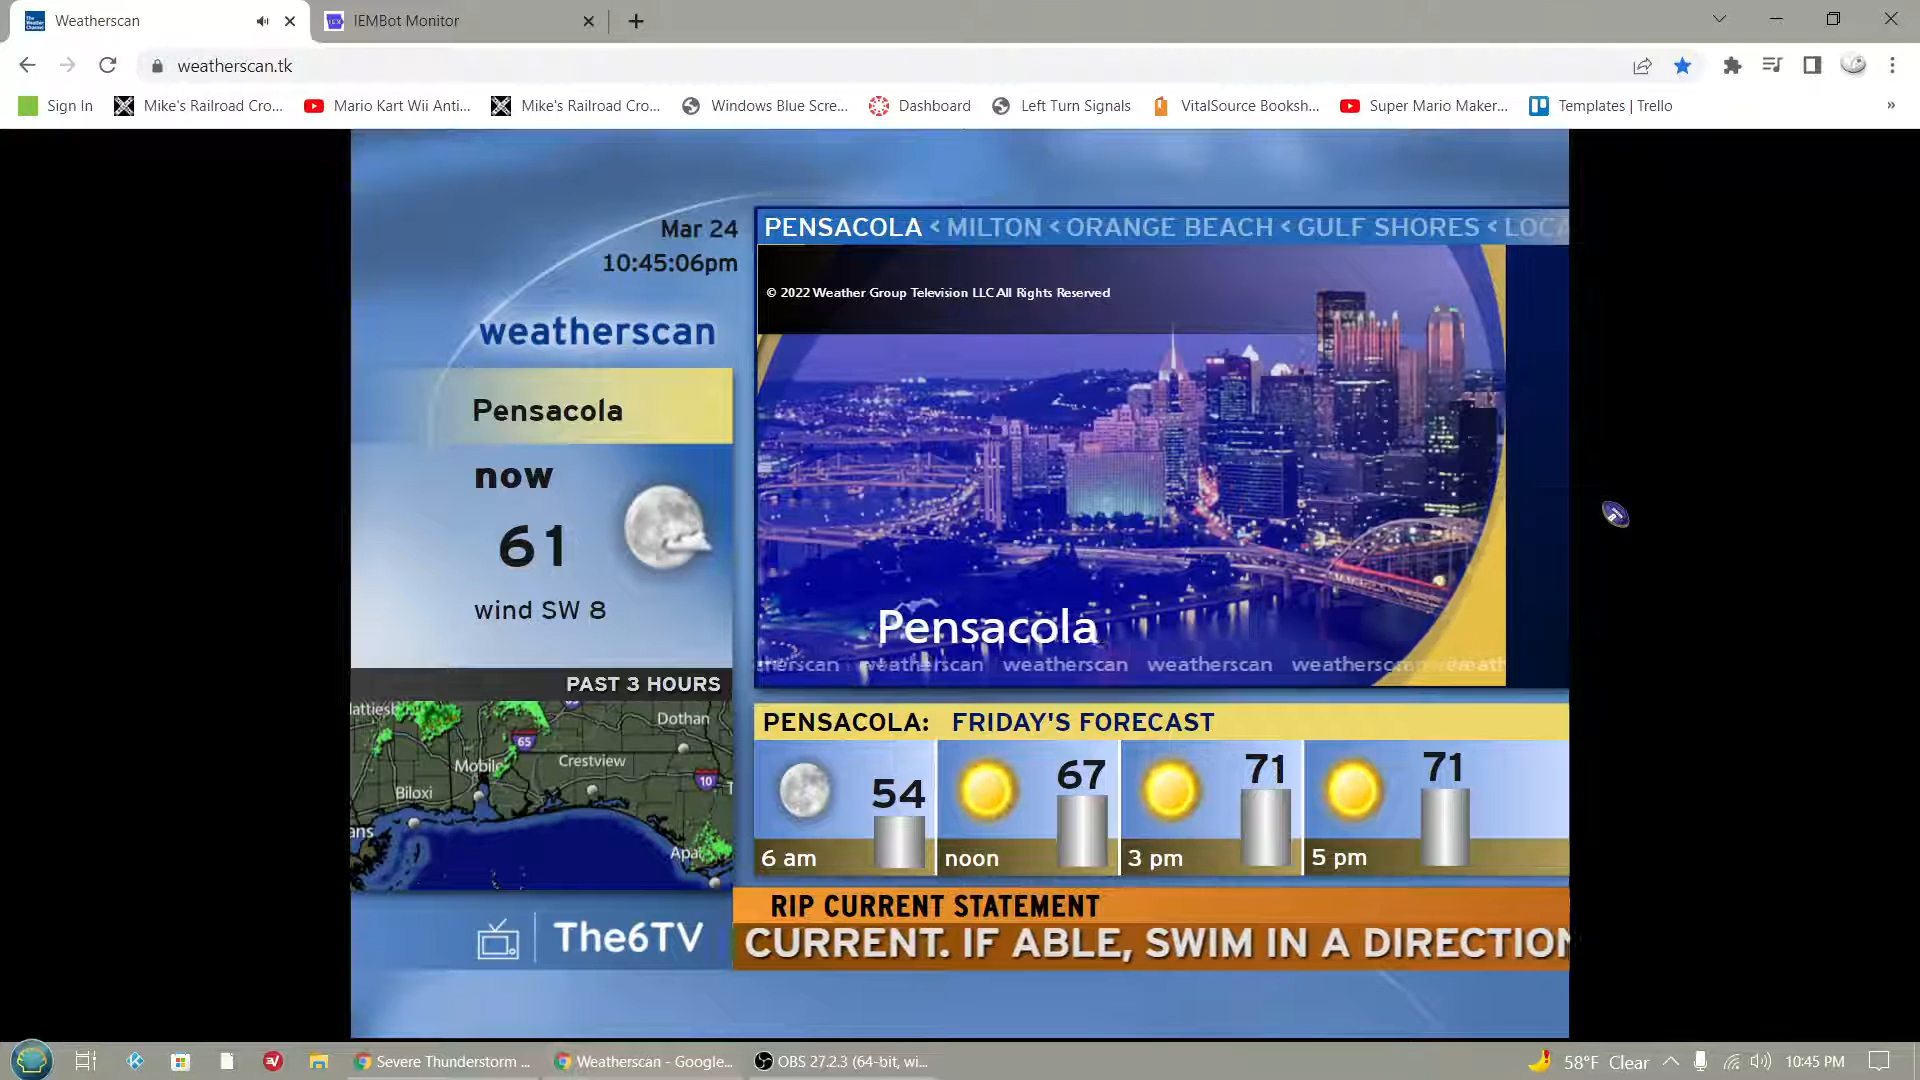 Weatherscan
IEMBot Monitor
weatherscan.tk
Sign In
Mike's Railroad Cro...
Mario Kart Wii Anti...
Mike's Railroad Cro...
Windows Blue Scre...
Dashboard
Left Turn Signals
VitalSource Booksh...
Super Mario Maker...
Templates | Trello
»
Mar 24
10:45:06pm
weatherscan
Pensacola
now
61
wind SW 8
PAST 3 HOURS
Dothan
65
Mobile
Crestview
10
Biloxi
PENSACOLA < MILTON < ORANGE BEACH < GULF SHORES < LOCA
© 2022 Weather Group Television LLC All Rights Reserved
Pensacola
weatherscan weatherscan weatherscan
PENSACOLA: FRIDAY'S FORECAST
54 67 71 71
6 am noon 3 pm 5 pm
RIP CURRENT STATEMENT
The6TV
CURRENT. IF ABLE, SWIM IN A DIRECTION
Severe Thunderstorm ...
Weatherscan - Google...
OBS 27.2.3 (64-bit, wi...
58°F Clear
10:45 PM